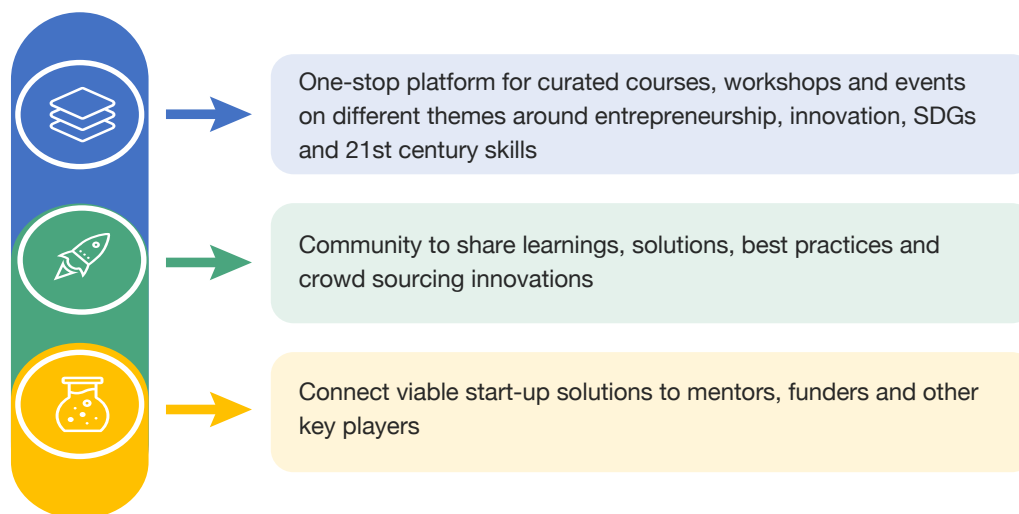 One-stop platform for curated courses, workshops and events
on different themes around entrepreneurship, innovation, SDGs
and 21st century skills
Community to share learnings, solutions, best practices and
crowd sourcing innovations
Connect viable start-up solutions to mentors, funders and other
key players